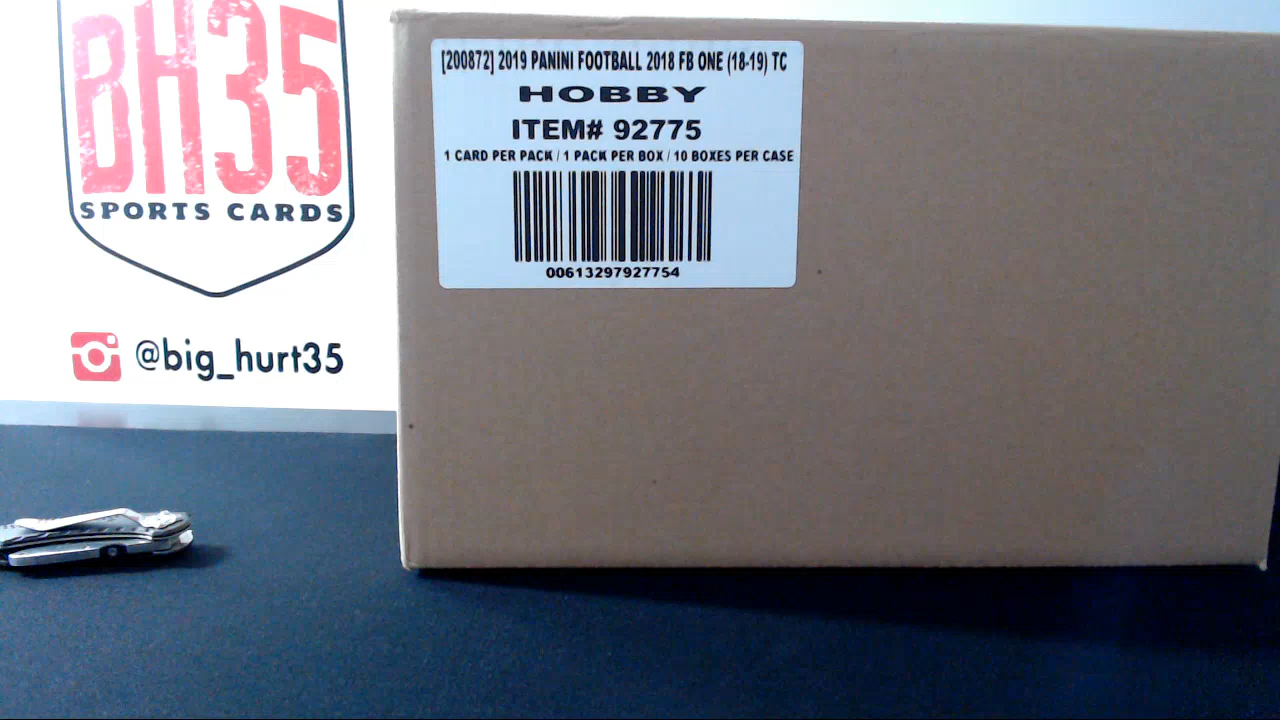 BH35
SPORTS CARDS
@big_hurt35
[200872] 2019 PANINI FOOTBALL 2018 FB ONE (18-19) TC
HOBBY
ITEM# 92775
1 CARD PER PACK / 1 PACK PER BOX / 10 BOXES PER CASE
00613297927754